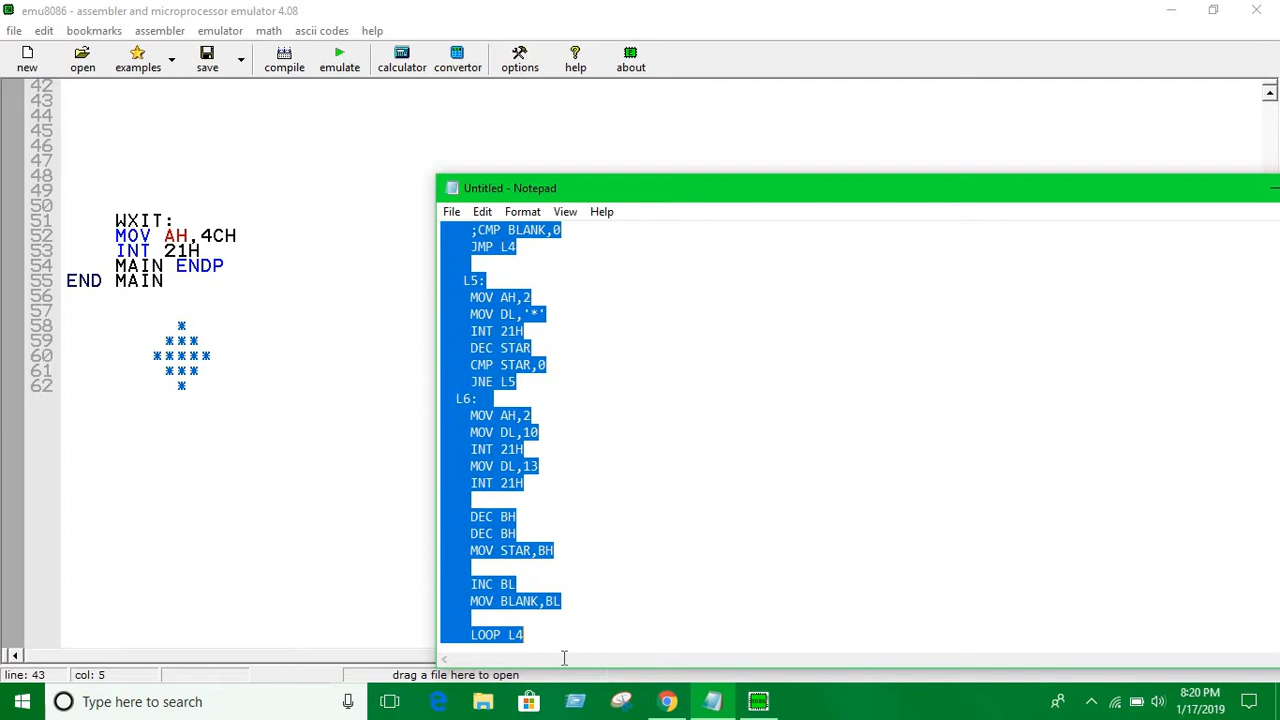 emu8086 - assembler and microprocessor emulator 4.08
file edit bookmarks assembler emulator math ascii codes help
new open examples save compile emulate calculator convertor options help about
42
43
44
45
46
47
48
49
50
51 WXIT:
52 MOV AH,4CH
53 INT 21H
54 MAIN ENDP
55 END MAIN
56
57
58 *
59 ***
60 *****
61 ***
62 *
line: 43 col: 5 drag a file here to open
Untitled - Notepad
File Edit Format View Help
;CMP BLANK,0
JMP L4
L5:
MOV AH,2
MOV DL,'*'
INT 21H
DEC STAR
CMP STAR,0
JNE L5
L6:
MOV AH,2
MOV DL,10
INT 21H
MOV DL,13
INT 21H
DEC BH
DEC BH
MOV STAR,BH
INC BL
MOV BLANK,BL
LOOP L4
Type here to search
8:20 PM
1/17/2019